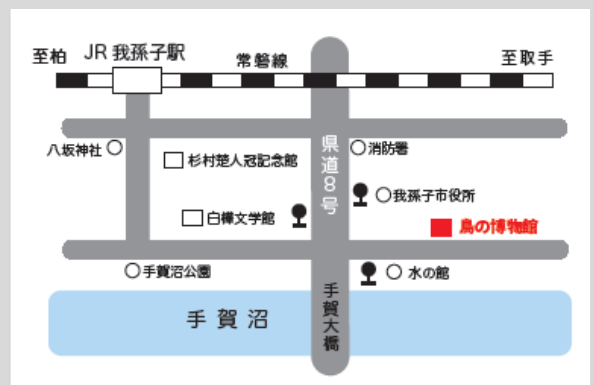 至柏
JR 我孫子駅
常磐線
至取手
八坂神社
杉村楚人冠記念館
県道8号
消防署
我孫子市役所
白樺文学館
鳥の博物館
手賀沼公園
水の館
手賀沼
手賀大橋